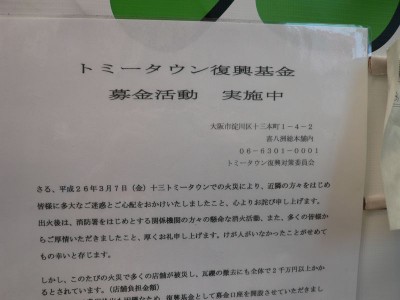 トミータウン復興基金
募金活動　実施中
大阪市淀川区十三本町１－４－２
喜八洲総本舗内
０６－６３０１－０００１
トミータウン復興対策委員会
さる、平成２６年３月７日（金）十三トミータウンでの火災により、近隣の方々をはじめ
皆様に多大なご迷惑とご心配をおかけいたしましたこと、心よりお詫び申し上げます。
出火後は、消防署をはじめとする関係機関の方々の懸命な消火活動、また、多くの皆様か
らご厚情いただきましたこと、厚くお礼申し上げます。けが人がいなかったことがせめて
もの幸いと存じます。
しかし、このたびの火災で多くの店舗が被災し、瓦礫の撤去にも全体で２千万円以上かか
るとされています。（店舗負担金額）
ため、復興基金として募金口座を開設させていただきまし